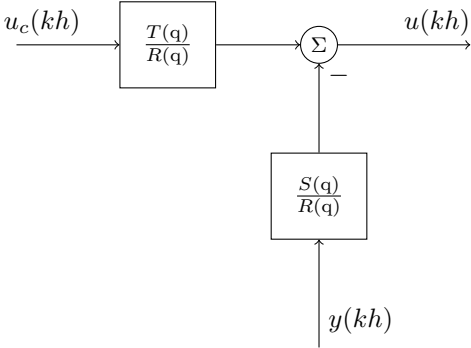 u_c(kh)
T(q)
R(q)
Σ
u(kh)
−
S(q)
R(q)
y(kh)